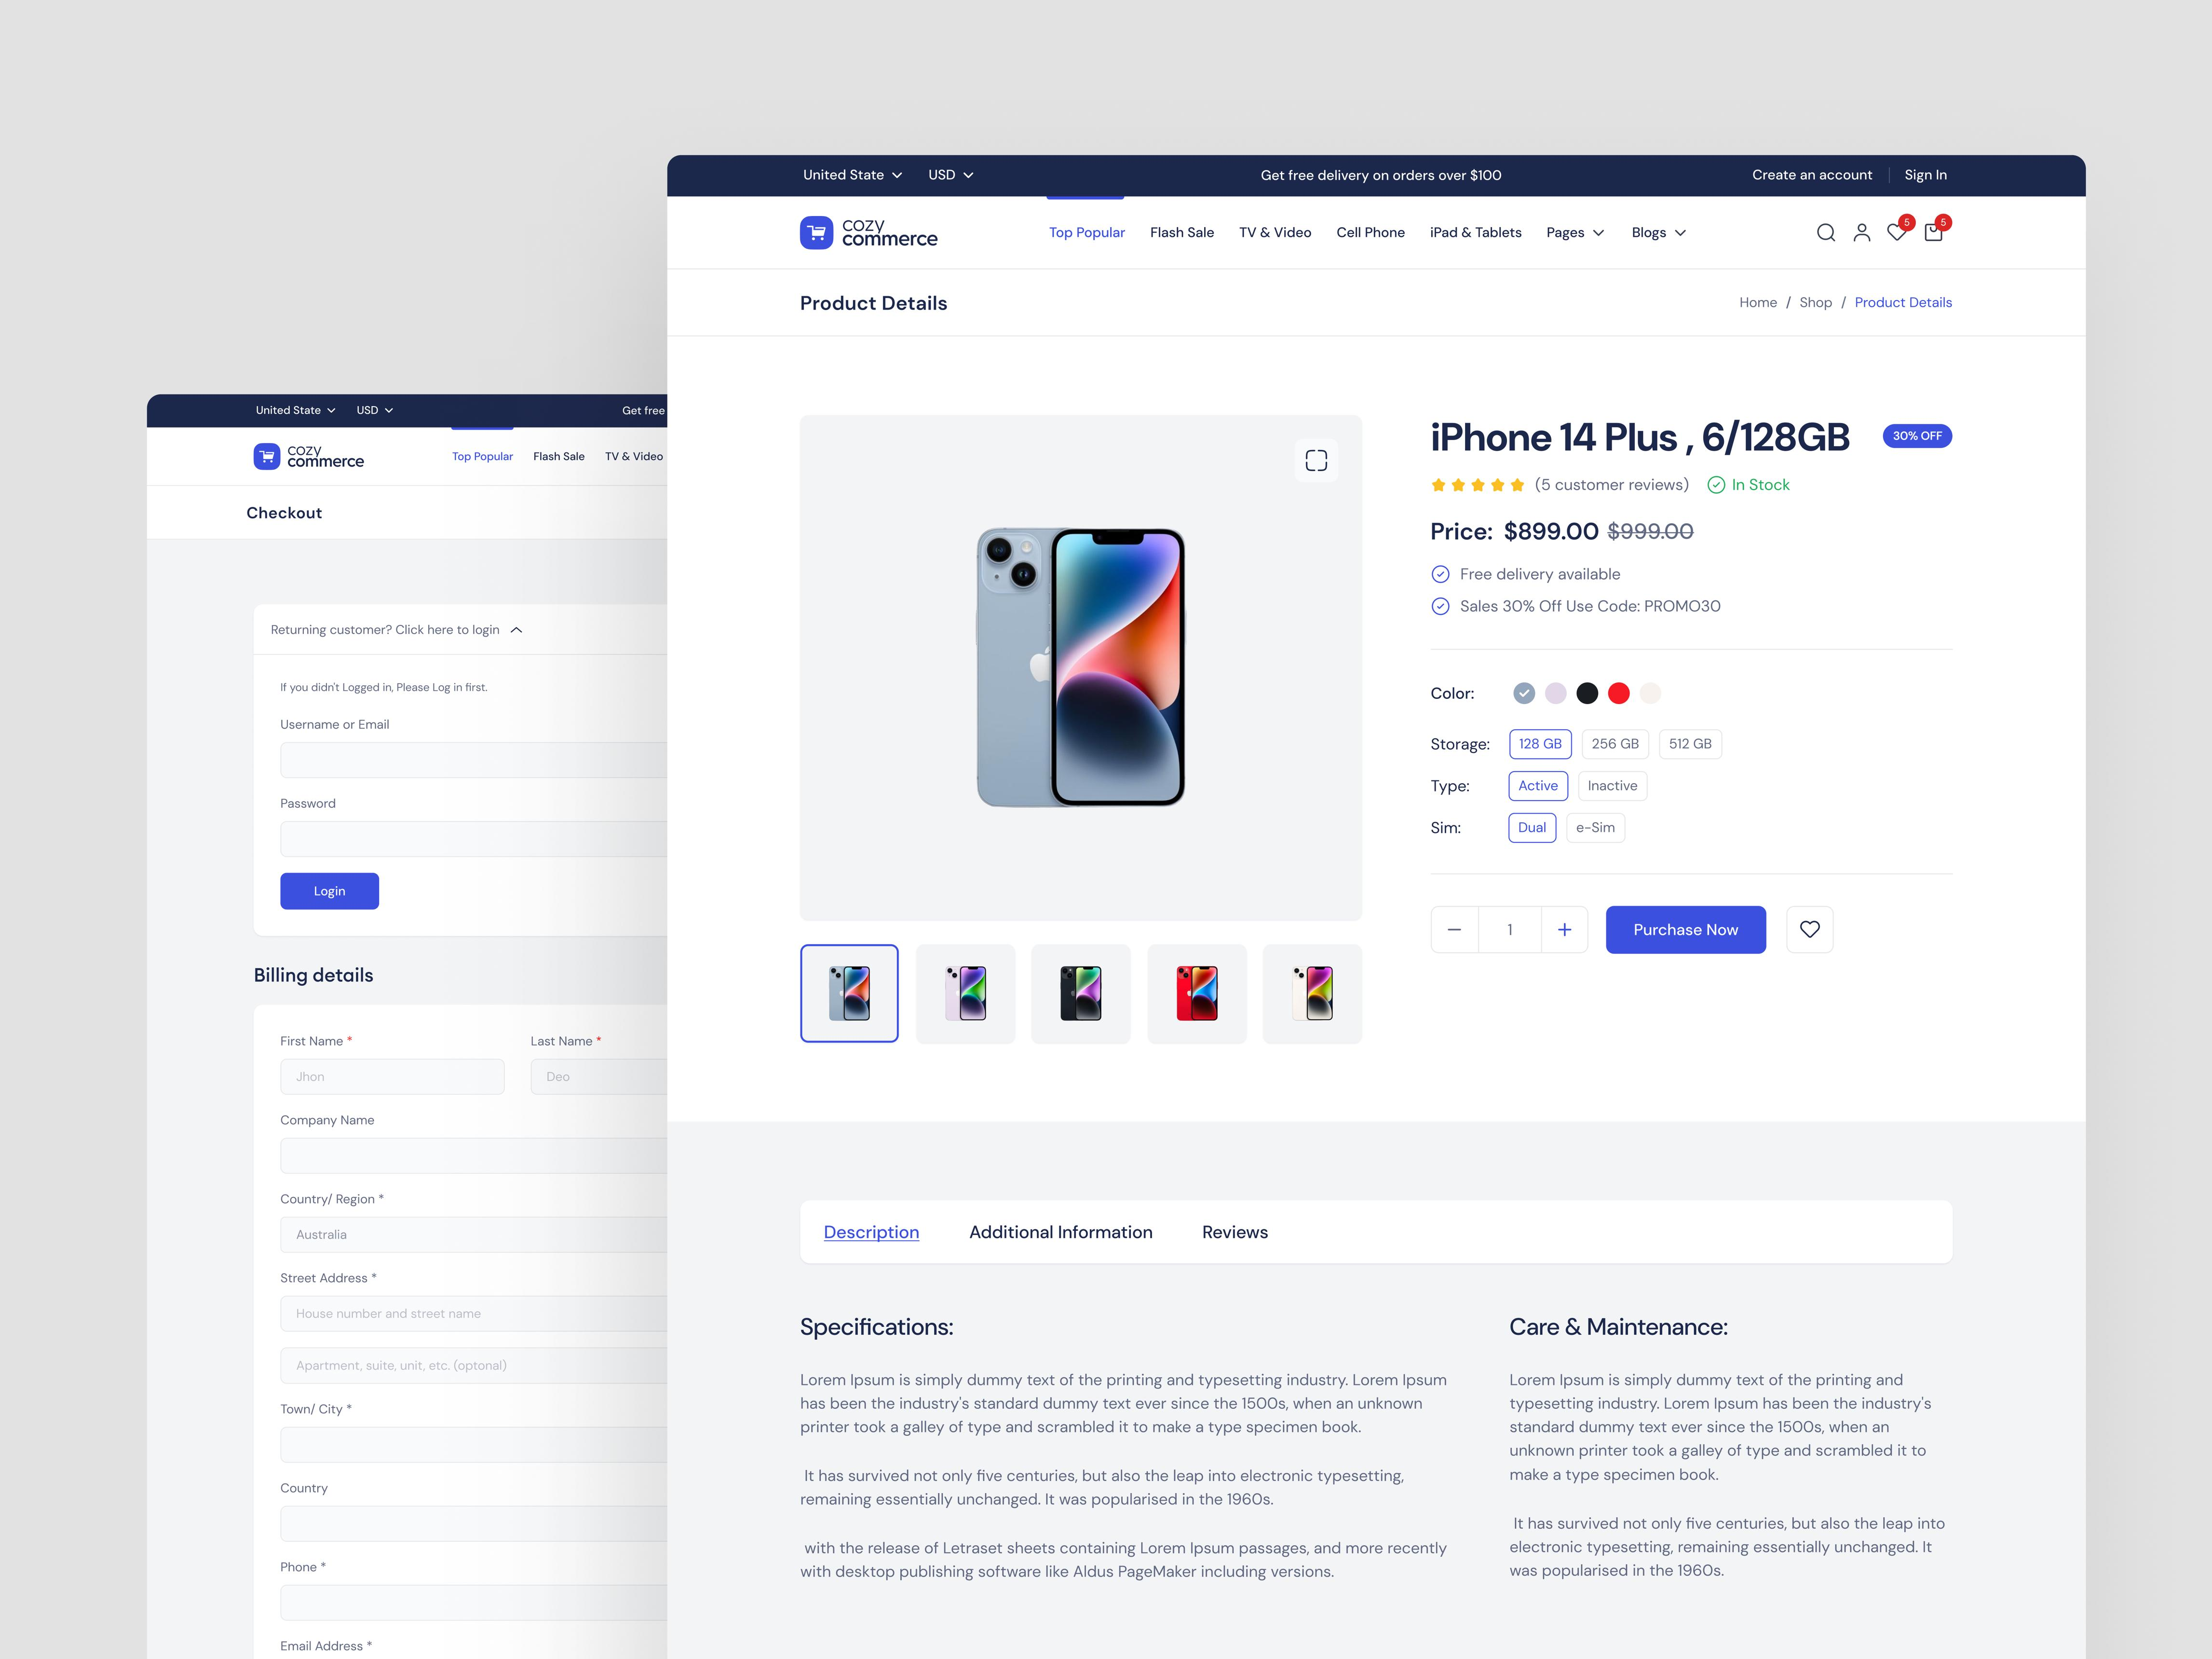 United State USD Get free delivery on orders over $100 Create an account Sign In
cozy
commerce
Top Popular Flash Sale TV & Video Cell Phone iPad & Tablets Pages Blogs 5 5
Product Details Home / Shop / Product Details
iPhone 14 Plus , 6/128GB 30% OFF
(5 customer reviews) In Stock
Price: $899.00 $999.00
Free delivery available
Sales 30% Off Use Code: PROMO30
Color:
Storage: 128 GB 256 GB 512 GB
Type: Active Inactive
Sim: Dual e-Sim
1 Purchase Now
Description Additional Information Reviews
Specifications:
Lorem Ipsum is simply dummy text of the printing and typesetting industry. Lorem Ipsum
has been the industry's standard dummy text ever since the 1500s, when an unknown
printer took a galley of type and scrambled it to make a type specimen book.
It has survived not only five centuries, but also the leap into electronic typesetting,
remaining essentially unchanged. It was popularised in the 1960s.
with the release of Letraset sheets containing Lorem Ipsum passages, and more recently
with desktop publishing software like Aldus PageMaker including versions.
Care & Maintenance:
Lorem Ipsum is simply dummy text of the printing and
typesetting industry. Lorem Ipsum has been the industry's
standard dummy text ever since the 1500s, when an
unknown printer took a galley of type and scrambled it to
make a type specimen book.
It has survived not only five centuries, but also the leap into
electronic typesetting, remaining essentially unchanged. It
was popularised in the 1960s.
United State USD Get free
cozy
commerce
Top Popular Flash Sale TV & Video
Checkout
Returning customer? Click here to login
If you didn't Logged in, Please Log in first.
Username or Email
Password
Login
Billing details
First Name * Last Name *
Jhon Deo
Company Name
Country/ Region *
Australia
Street Address *
House number and street name
Apartment, suite, unit, etc. (optonal)
Town/ City *
Country
Phone *
Email Address *